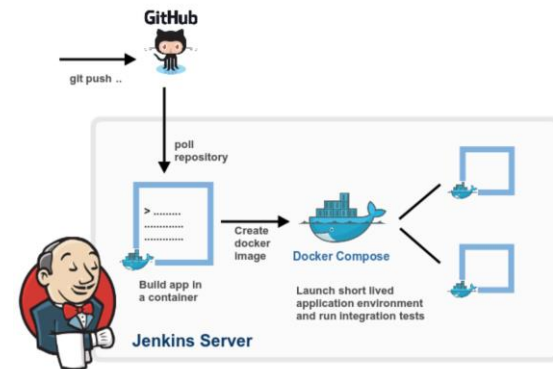 GitHub
git push ..
poll
repository
> .........
............
............
Create
docker
image
Docker Compose
Build app in
a container
Launch short lived
application environment
and run integration tests
Jenkins Server